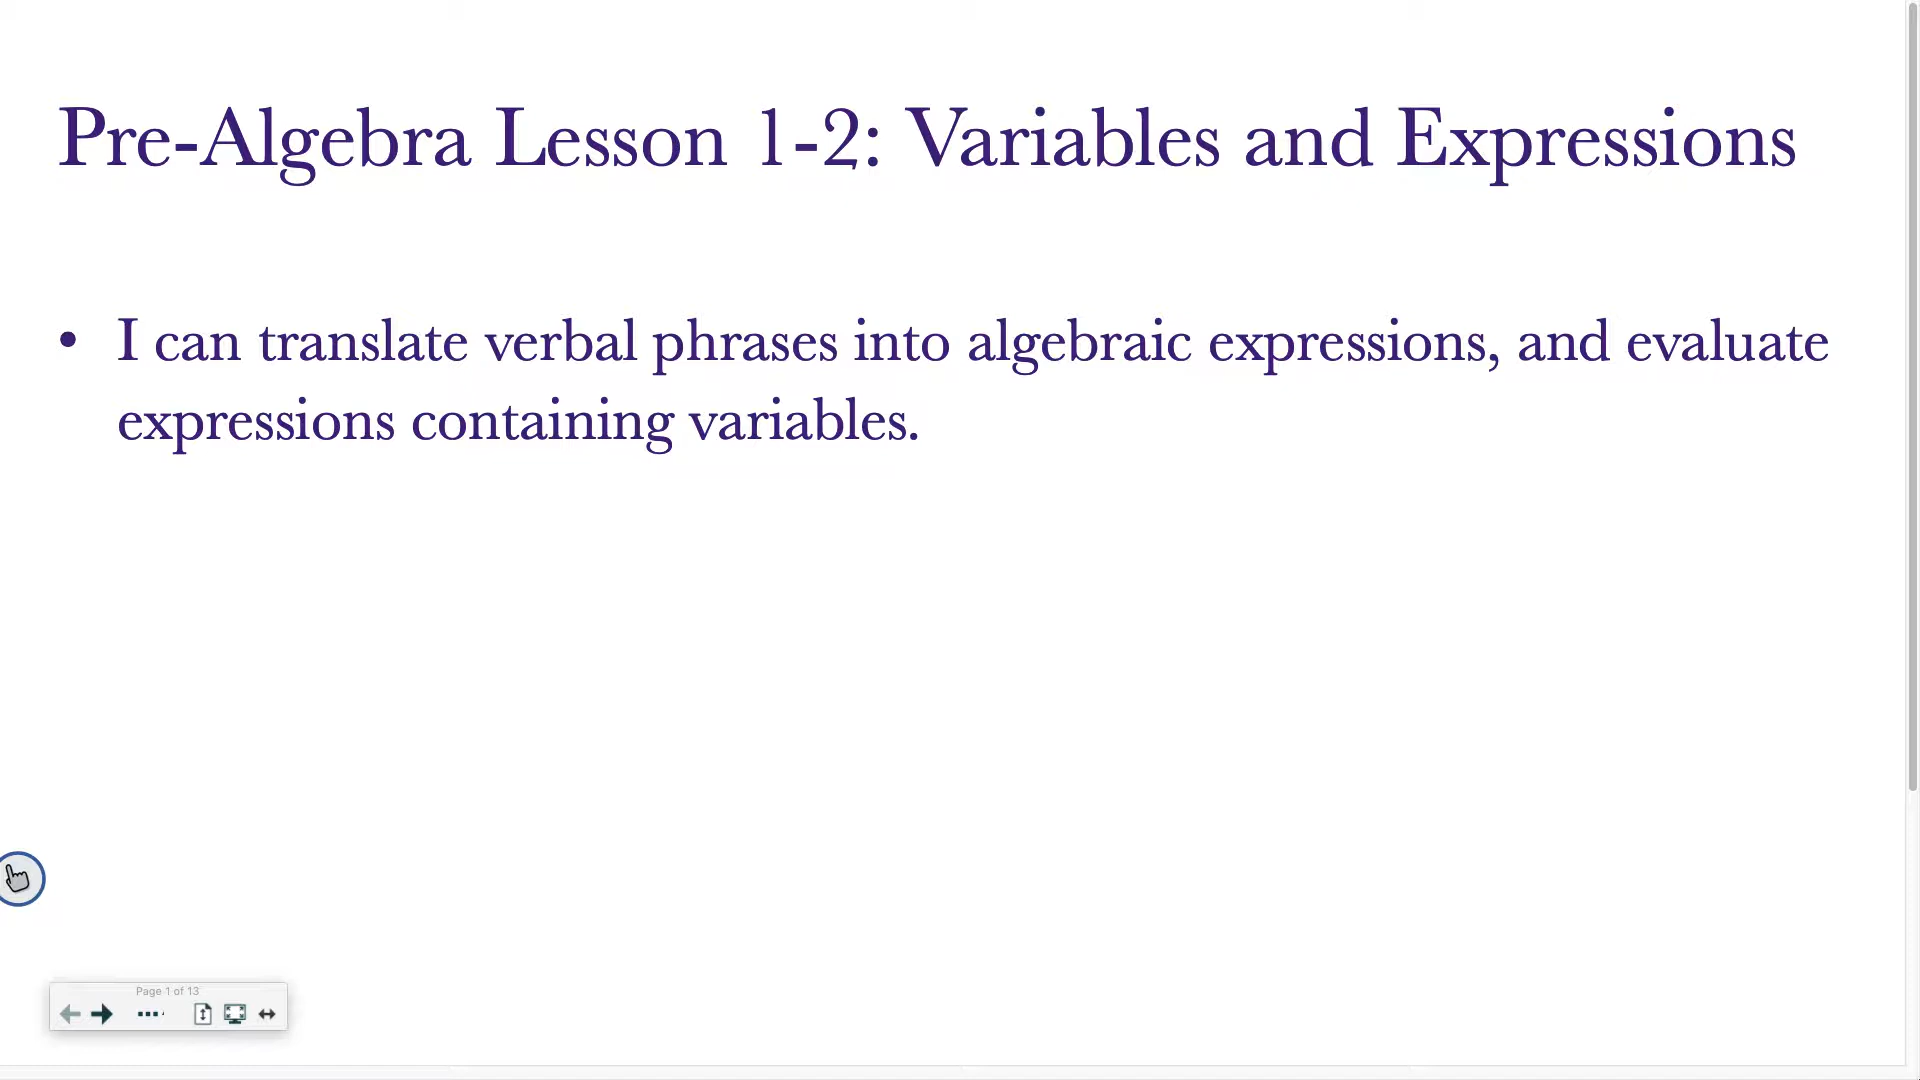 Pre-Algebra Lesson 1-2: Variables and Expressions
• I can translate verbal phrases into algebraic expressions, and evaluate
expressions containing variables.
Page 1 of 13